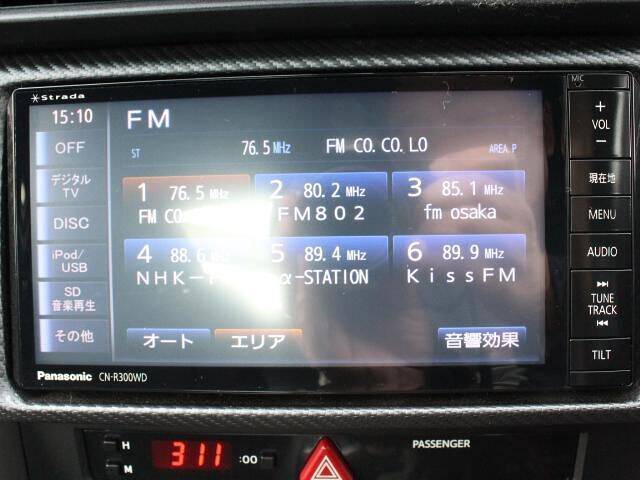 Strada
MIC
15:10
FM
OFF
ST
76.5MHz
FM CO.CO.LO
AREA.P
+
VOL
−
デジタル
TV
1 76.5 MHz
2 80.2 MHz
3 85.1 MHz
FM802
fm osaka
現在地
DISC
MENU
iPod/
USB
4
5 89.4 MHz
6 89.9 MHz
α-STATION
KissFM
AUDIO
SD
音楽再生
TUNE
TRACK
その他
オート
エリア
音響効果
TILT
Panasonic CN-R300WD
H
M
3:11
:00
PASSENGER